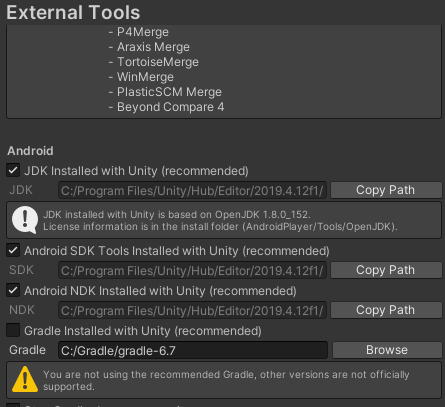 External Tools
- P4Merge
- Araxis Merge
- TortoiseMerge
- WinMerge
- PlasticSCM Merge
- Beyond Compare 4
Android
JDK Installed with Unity (recommended)
JDK C:/Program Files/Unity/Hub/Editor/2019.4.12f1/ Copy Path
JDK installed with Unity is based on OpenJDK 1.8.0_152.
License information is in the install folder (AndroidPlayer/Tools/OpenJDK).
Android SDK Tools Installed with Unity (recommended)
SDK C:/Program Files/Unity/Hub/Editor/2019.4.12f1/ Copy Path
Android NDK Installed with Unity (recommended)
NDK C:/Program Files/Unity/Hub/Editor/2019.4.12f1/ Copy Path
Gradle Installed with Unity (recommended)
Gradle C:/Gradle/gradle-6.7 Browse
You are not using the recommended Gradle, other versions are not officially
supported.